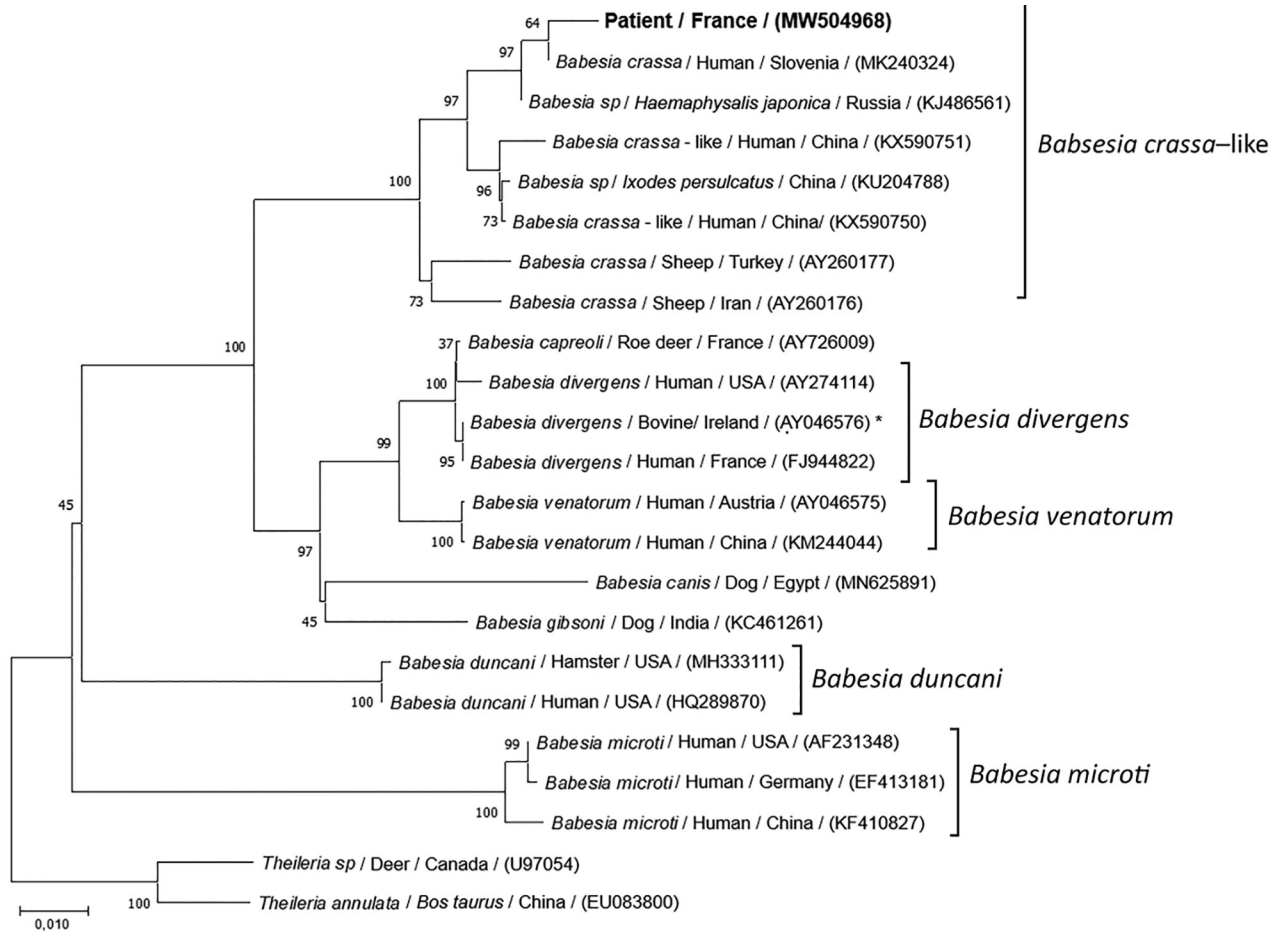 64
Patient / France / (MW504968)
97
Babesia crassa / Human / Slovenia / (MK240324)
97
Babesia sp / Haemaphysalis japonica / Russia / (KJ486561)
Babesia crassa - like / Human / China / (KX590751)
Babsesia crassa–like
100
96
Babesia sp / Ixodes persulcatus / China / (KU204788)
73
Babesia crassa - like / Human / China/ (KX590750)
Babesia crassa / Sheep / Turkey / (AY260177)
73
Babesia crassa / Sheep / Iran / (AY260176)
100
37
Babesia capreoli / Roe deer / France / (AY726009)
100
Babesia divergens / Human / USA / (AY274114)
Babesia divergens / Bovine/ Ireland / (AY046576) *
Babesia divergens
99
95
Babesia divergens / Human / France / (FJ944822)
45
Babesia venatorum / Human / Austria / (AY046575)
Babesia venatorum
97
100
Babesia venatorum / Human / China / (KM244044)
Babesia canis / Dog / Egypt / (MN625891)
45
Babesia gibsoni / Dog / India / (KC461261)
Babesia duncani / Hamster / USA / (MH333111)
Babesia duncani
100
Babesia duncani / Human / USA / (HQ289870)
99
Babesia microti / Human / USA / (AF231348)
Babesia microti / Human / Germany / (EF413181)
Babesia microti
100
Babesia microti / Human / China / (KF410827)
Theileria sp / Deer / Canada / (U97054)
100
Theileria annulata / Bos taurus / China / (EU083800)
0,010